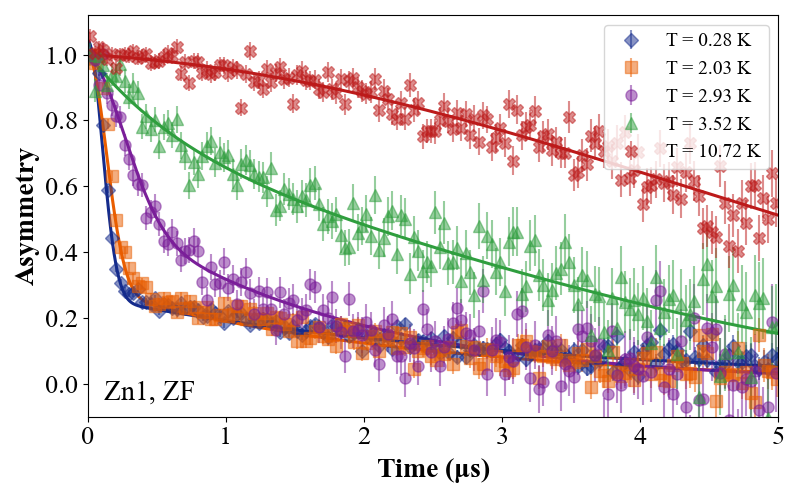 T = 0.28 K
T = 2.03 K
T = 2.93 K
T = 3.52 K
T = 10.72 K
1.0
0.8
0.6
0.4
0.2
0.0
Asymmetry
Zn1, ZF
0 1 2 3 4 5
Time (μs)